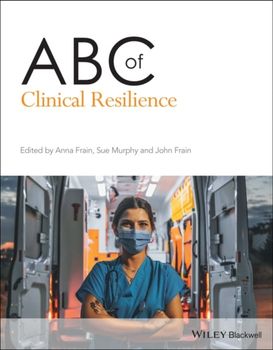 ABC of
Clinical Resilience
Edited by Anna Frain, Sue Murphy and John Frain
WILEY Blackwell